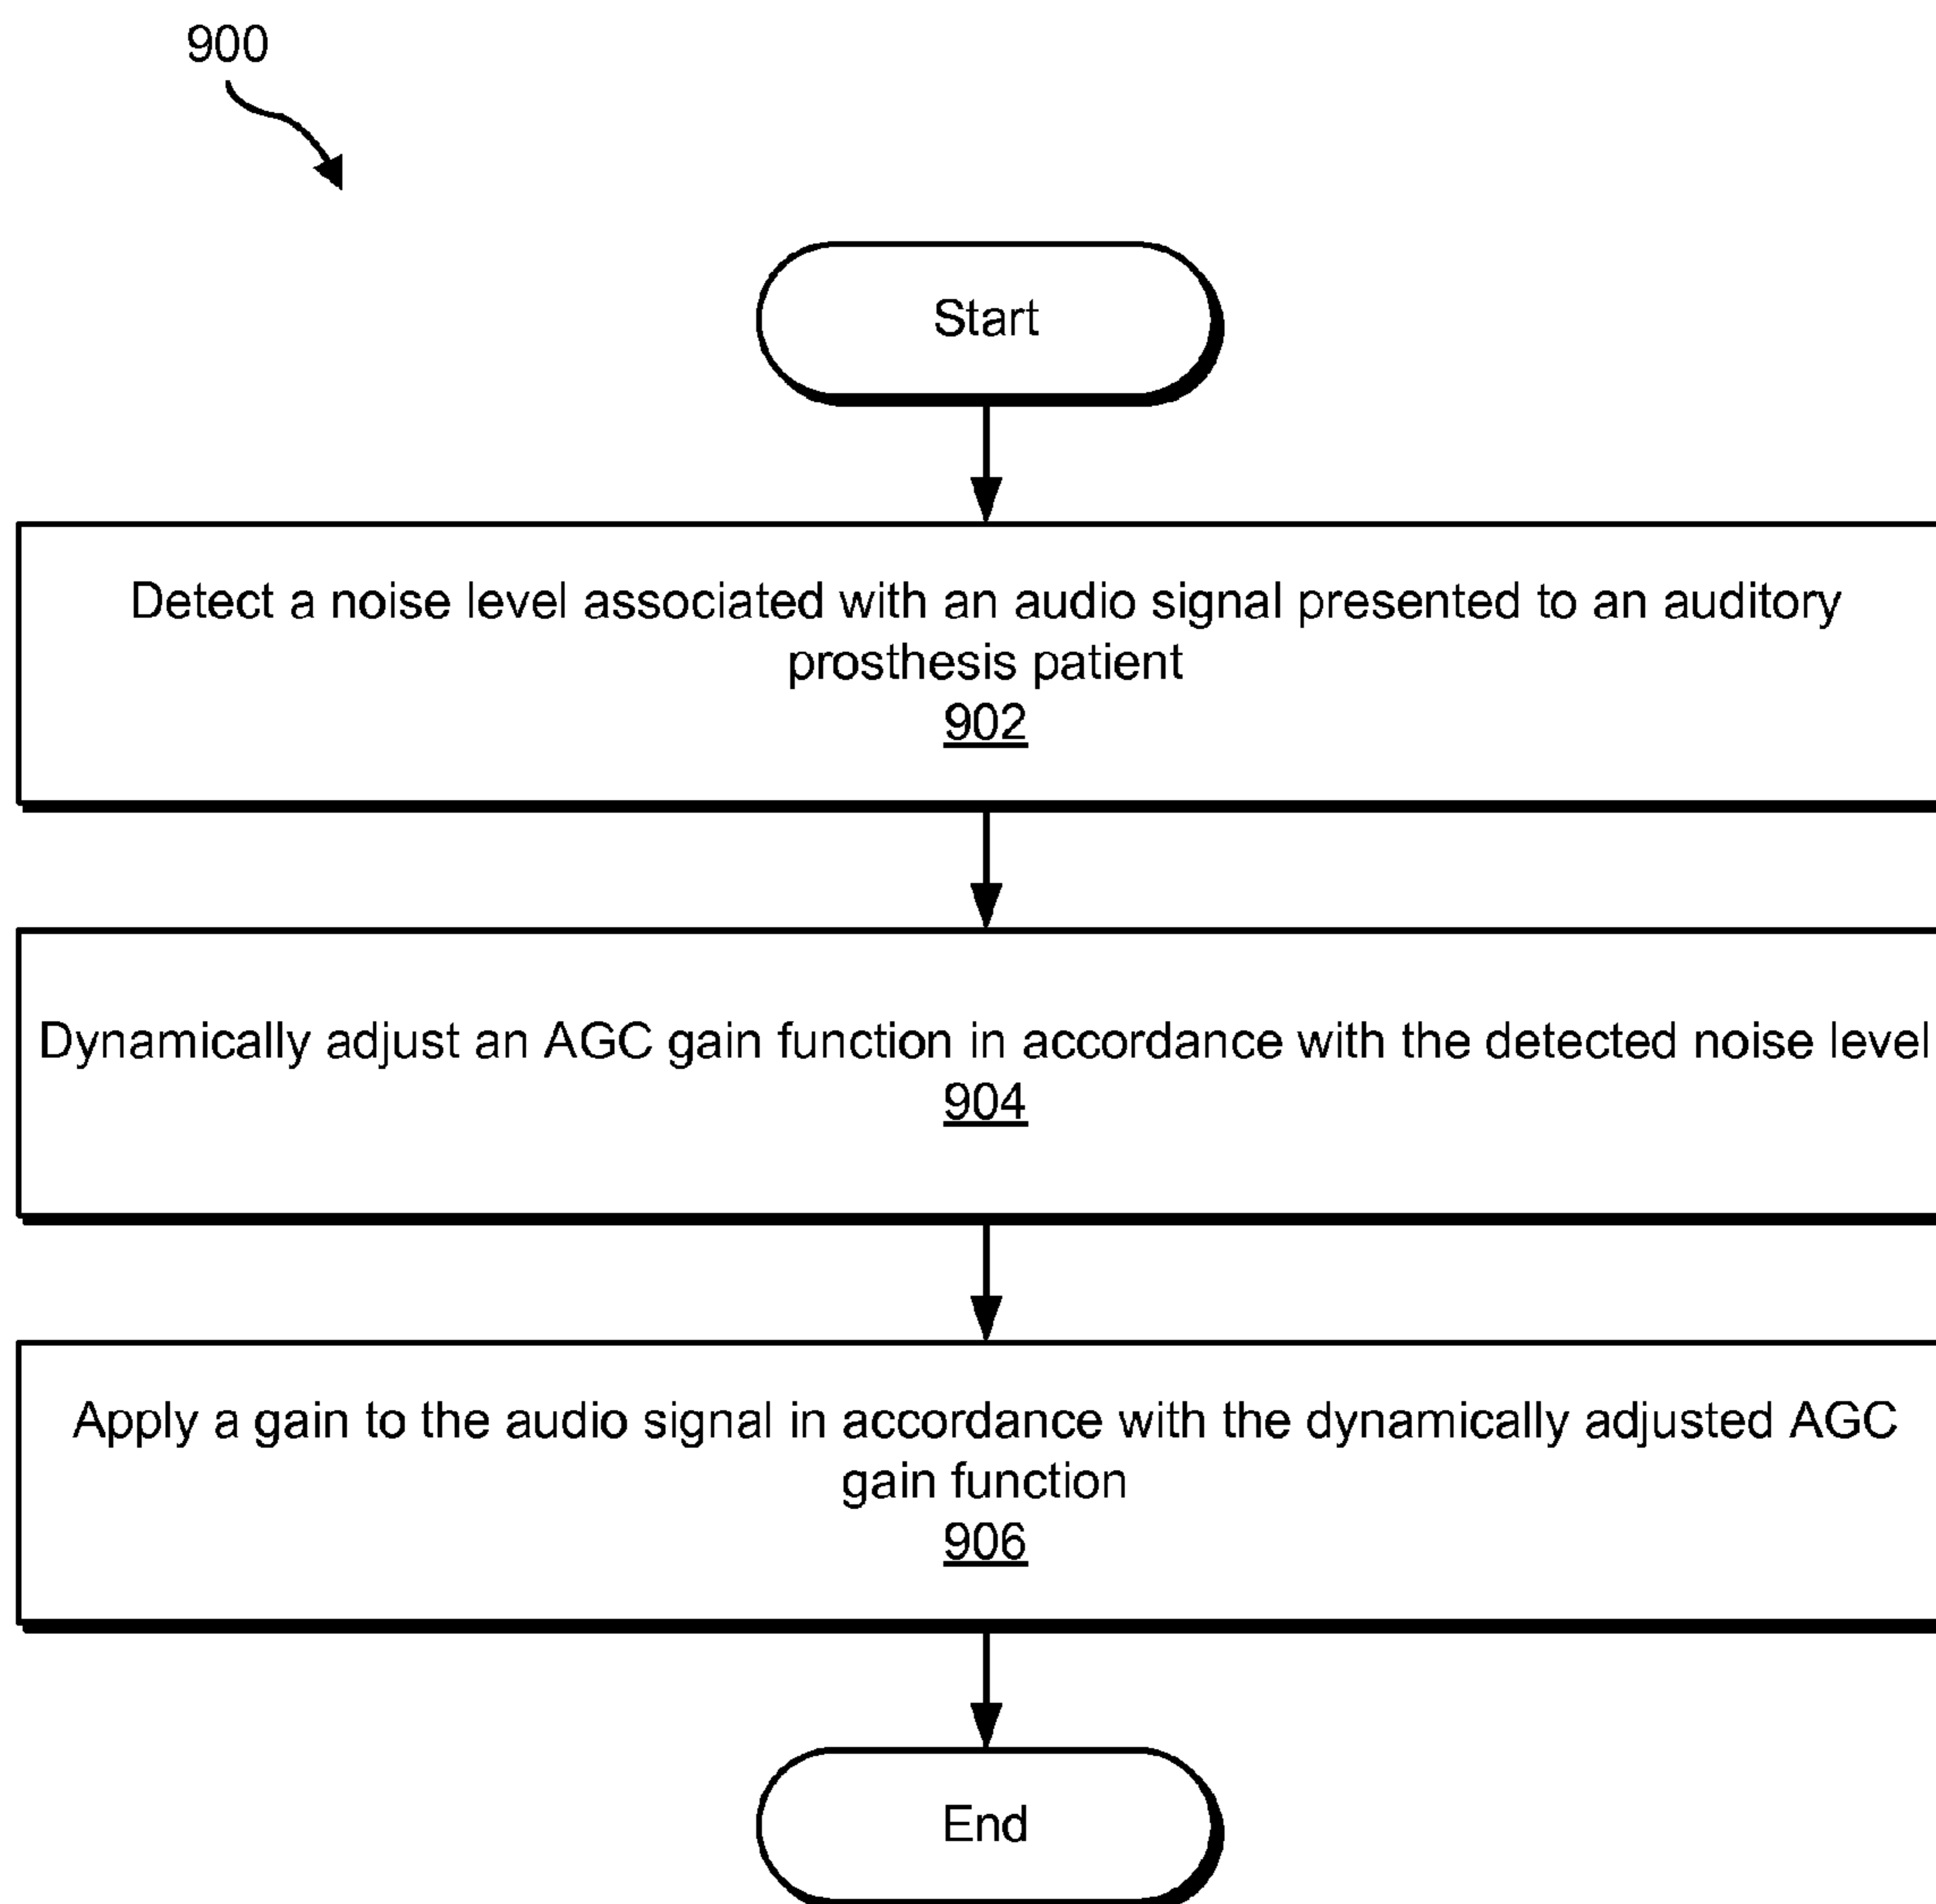 900
Start
Detect a noise level associated with an audio signal presented to an auditory
prosthesis patient
902
Dynamically adjust an AGC gain function in accordance with the detected noise level
904
Apply a gain to the audio signal in accordance with the dynamically adjusted AGC
gain function
906
End